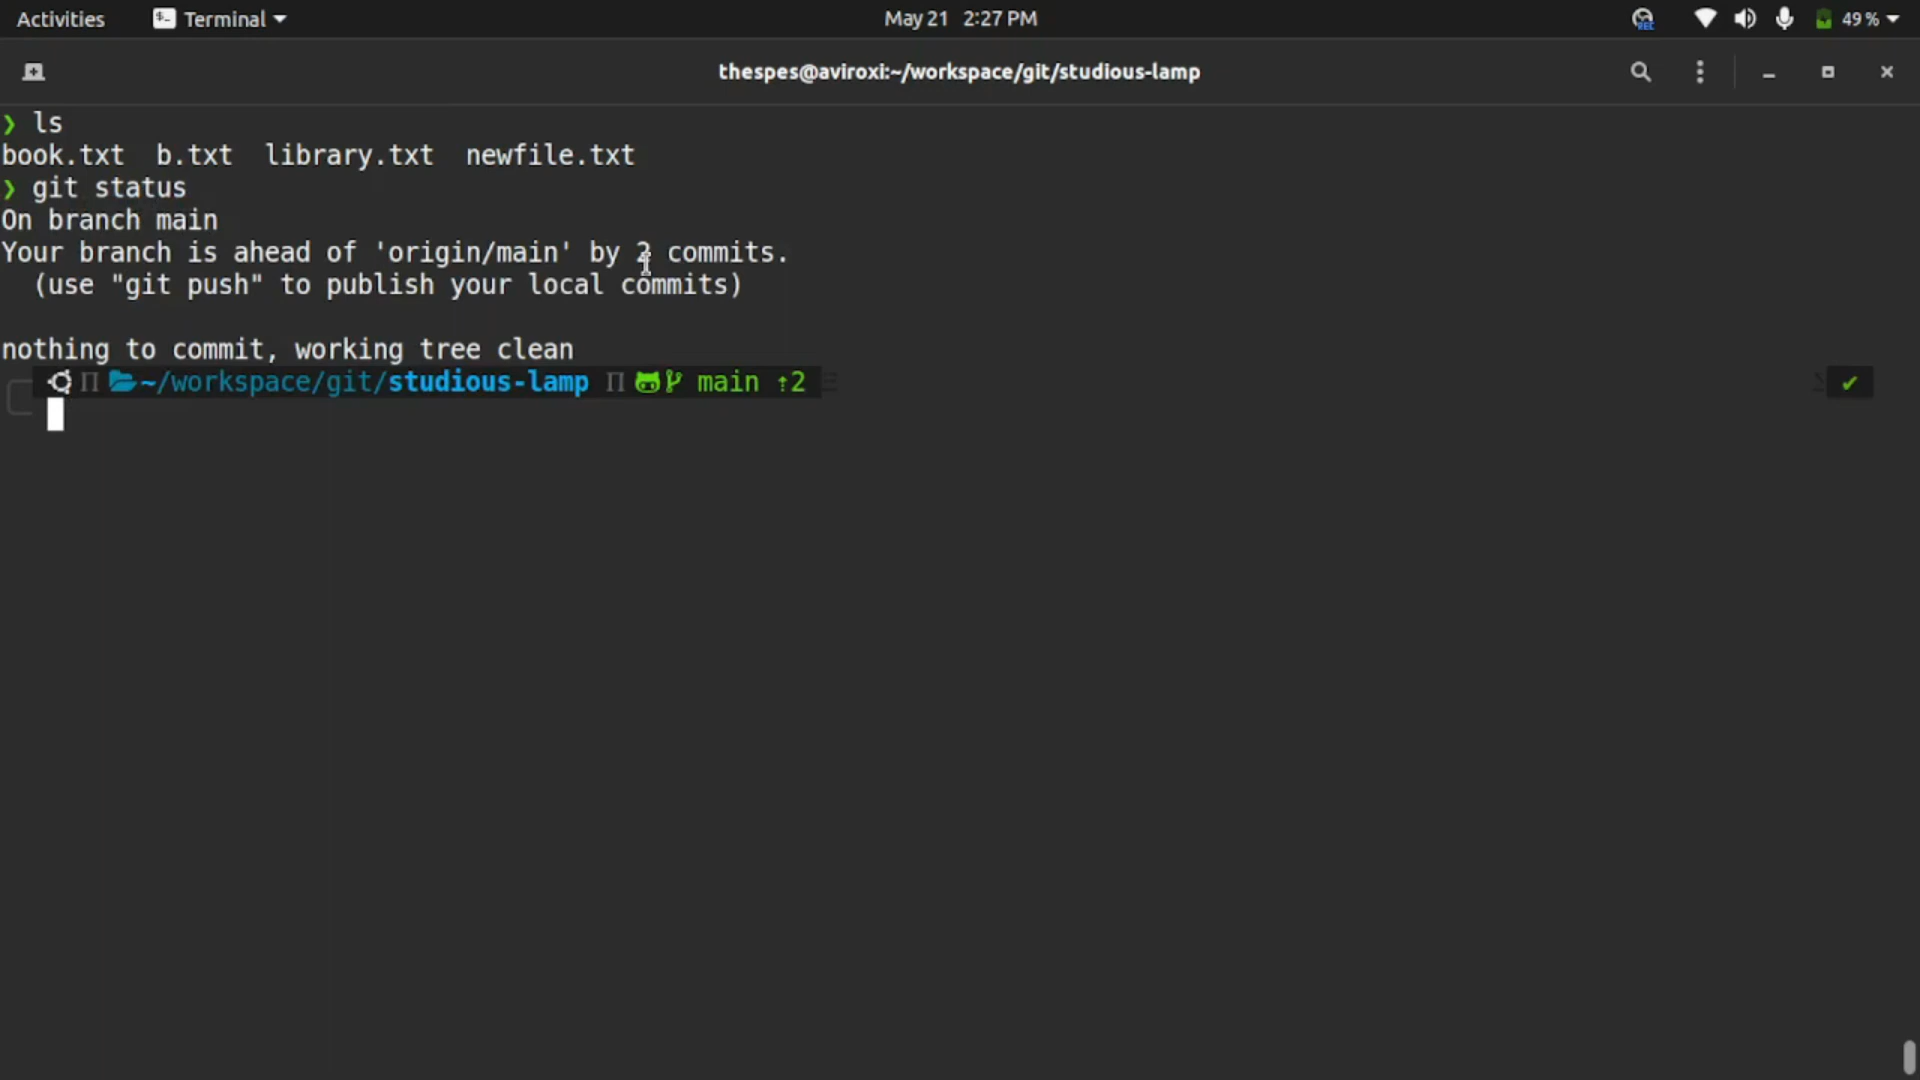 Activities Terminal May 21 2:27 PM REC 49 %
thespes@aviroxi:~/workspace/git/studious-lamp
❯ ls
book.txt b.txt library.txt newfile.txt
❯ git status
On branch main
Your branch is ahead of 'origin/main' by 2 commits.
(use "git push" to publish your local commits)
nothing to commit, working tree clean
~/workspace/git/studious-lamp main ⇡2 ✔